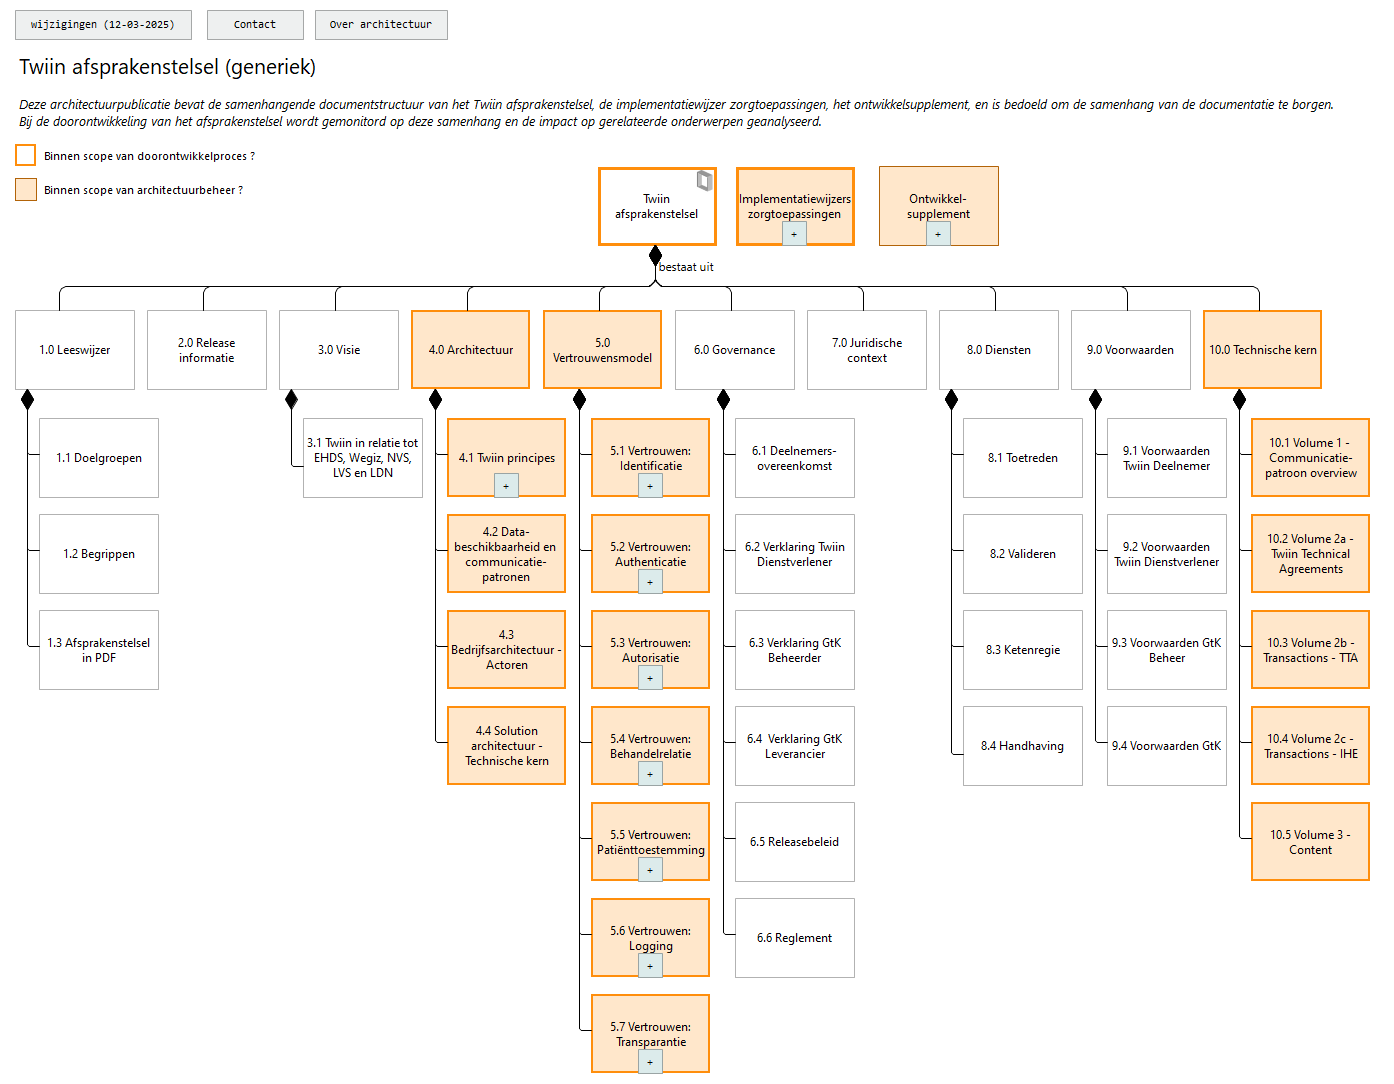 wijzigingen (12-03-2025)
Contact
Over architectuur
Twiin afsprakenstelsel (generiek)
Deze architectuurpublicatie bevat de samenhangende documentstructuur van het Twiin afsprakenstelsel, de implementatiewijzer zorgtoepassingen, het ontwikkelsupplement, en is bedoeld om de samenhang van de documentatie te borgen.
Bij de doorontwikkeling van het afsprakenstelsel wordt gemonitord op deze samenhang en de impact op gerelateerde onderwerpen geanalyseerd.
Binnen scope van doorontwikkelproces ?
Binnen scope van architectuurbeheer ?
Twiin
afsprakenstelsel
Implementatiewijzers
zorgtoepassingen
+
Ontwikkel-
supplement
+
bestaat uit
1.0 Leeswijzer
2.0 Release
informatie
3.0 Visie
4.0 Architectuur
5.0
Vertrouwensmodel
6.0 Governance
7.0 Juridische
context
8.0 Diensten
9.0 Voorwaarden
10.0 Technische kern
1.1 Doelgroepen
1.2 Begrippen
1.3 Afsprakenstelsel
in PDF
3.1 Twiin in relatie tot
EHDS, Wegiz, NVS,
LVS en LDN
4.1 Twiin principes
+
4.2 Data-
beschikbaarheid en
communicatie-
patronen
4.3
Bedrijfsarchitectuur -
Actoren
4.4 Solution
architectuur -
Technische kern
5.1 Vertrouwen:
Identificatie
+
5.2 Vertrouwen:
Authenticatie
+
5.3 Vertrouwen:
Autorisatie
+
5.4 Vertrouwen:
Behandelrelatie
+
5.5 Vertrouwen:
Patiënttoestemming
+
5.6 Vertrouwen:
Logging
+
5.7 Vertrouwen:
Transparantie
+
6.1 Deelnemers-
overeenkomst
6.2 Verklaring Twiin
Dienstverlener
6.3 Verklaring GtK
Beheerder
6.4 Verklaring GtK
Leverancier
6.5 Releasebeleid
6.6 Reglement
8.1 Toetreden
8.2 Valideren
8.3 Ketenregie
8.4 Handhaving
9.1 Voorwaarden
Twiin Deelnemer
9.2 Voorwaarden
Twiin Dienstverlener
9.3 Voorwaarden GtK
Beheer
9.4 Voorwaarden GtK
10.1 Volume 1 -
Communicatie-
patroon overview
10.2 Volume 2a -
Twiin Technical
Agreements
10.3 Volume 2b -
Transactions - TTA
10.4 Volume 2c -
Transactions - IHE
10.5 Volume 3 -
Content